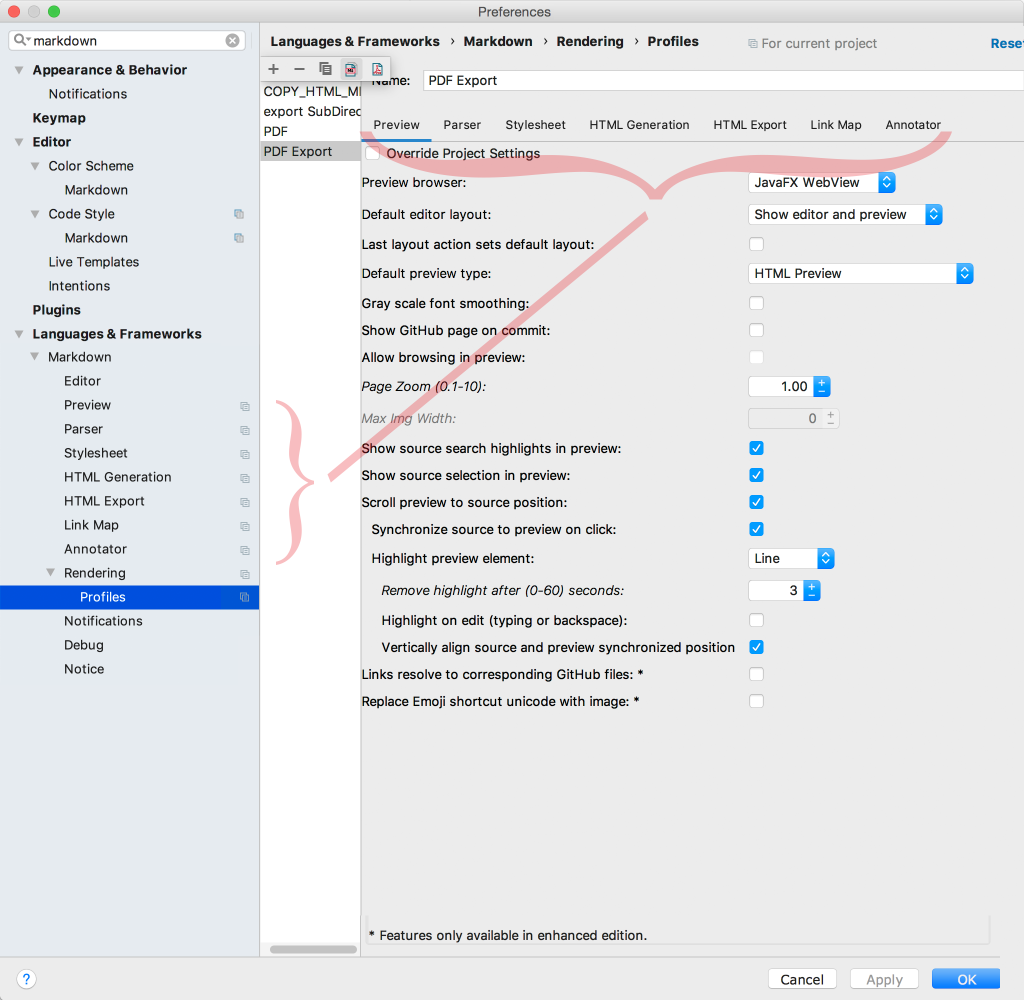 Preferences
markdown
Appearance & Behavior
Notifications
Keymap
Editor
Color Scheme
Markdown
Code Style
Markdown
Live Templates
Intentions
Plugins
Languages & Frameworks
Markdown
Editor
Preview
Parser
Stylesheet
HTML Generation
HTML Export
Link Map
Annotator
Rendering
Profiles
Notifications
Debug
Notice
Languages & Frameworks › Markdown › Rendering › Profiles
For current project
Reset
COPY_HTML_MI
export SubDirec
PDF
PDF Export
Name: PDF Export
Preview Parser Stylesheet HTML Generation HTML Export Link Map Annotator
Override Project Settings
Preview browser: JavaFX WebView
Default editor layout: Show editor and preview
Last layout action sets default layout:
Default preview type: HTML Preview
Gray scale font smoothing:
Show GitHub page on commit:
Allow browsing in preview:
Page Zoom (0.1-10): 1.00
Max Img Width: 0
Show source search highlights in preview:
Show source selection in preview:
Scroll preview to source position:
Synchronize source to preview on click:
Highlight preview element: Line
Remove highlight after (0-60) seconds: 3
Highlight on edit (typing or backspace):
Vertically align source and preview synchronized position
Links resolve to corresponding GitHub files: *
Replace Emoji shortcut unicode with image: *
* Features only available in enhanced edition.
? Cancel Apply OK